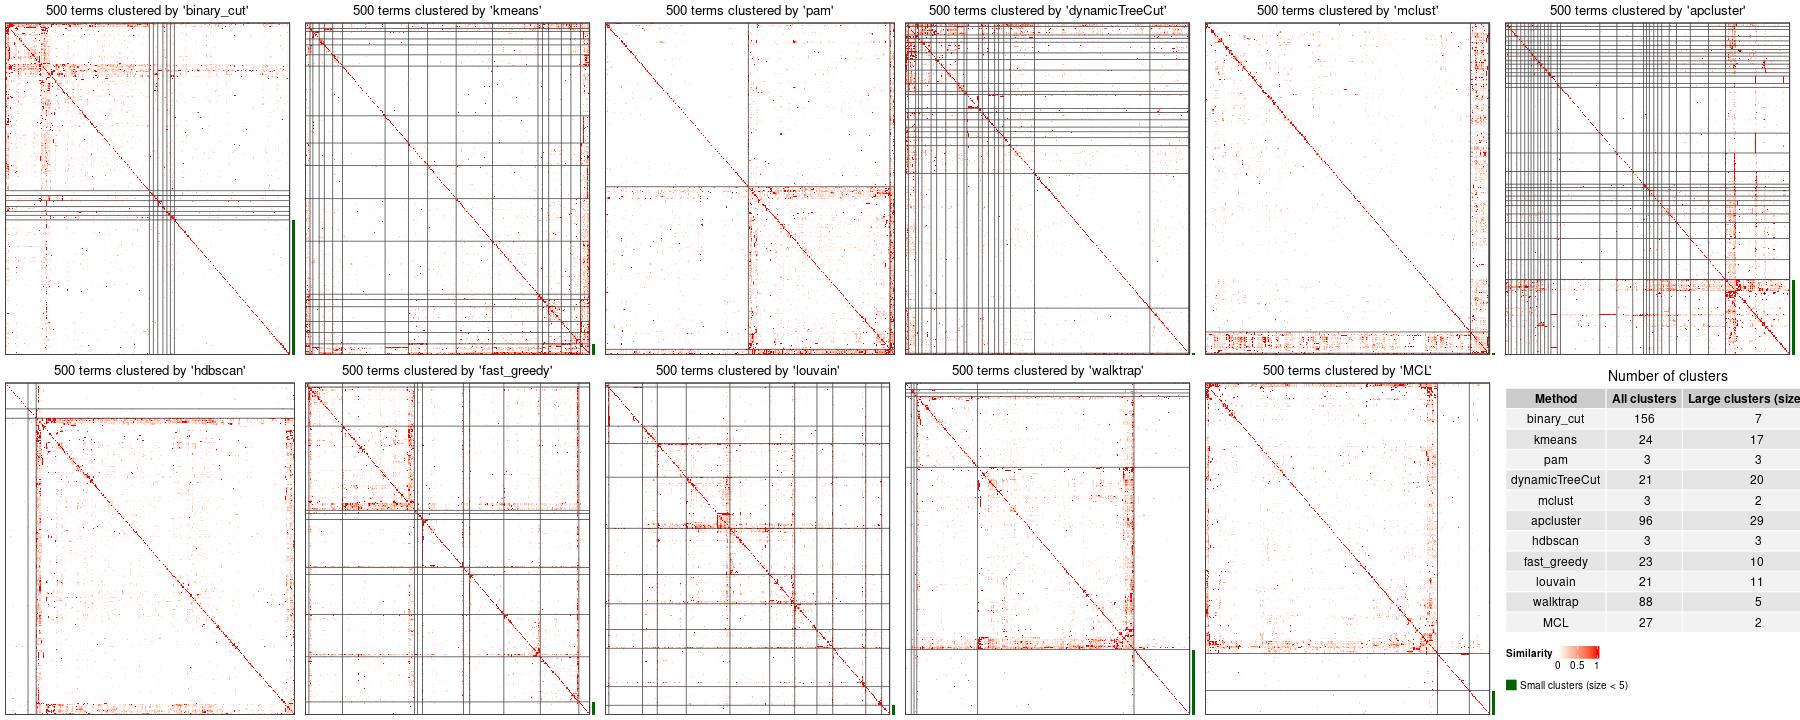 500 terms clustered by 'binary_cut'
500 terms clustered by 'kmeans'
500 terms clustered by 'pam'
500 terms clustered by 'dynamicTreeCut'
500 terms clustered by 'mclust'
500 terms clustered by 'apcluster'
500 terms clustered by 'hdbscan'
500 terms clustered by 'fast_greedy'
500 terms clustered by 'louvain'
500 terms clustered by 'walktrap'
500 terms clustered by 'MCL'
Number of clusters
Method All clusters Large clusters (size
binary_cut 156 7
kmeans 24 17
pam 3 3
dynamicTreeCut 21 20
mclust 3 2
apcluster 96 29
hdbscan 3 3
fast_greedy 23 10
louvain 21 11
walktrap 88 5
MCL 27 2
Similarity
0 0.5 1
Small clusters (size < 5)